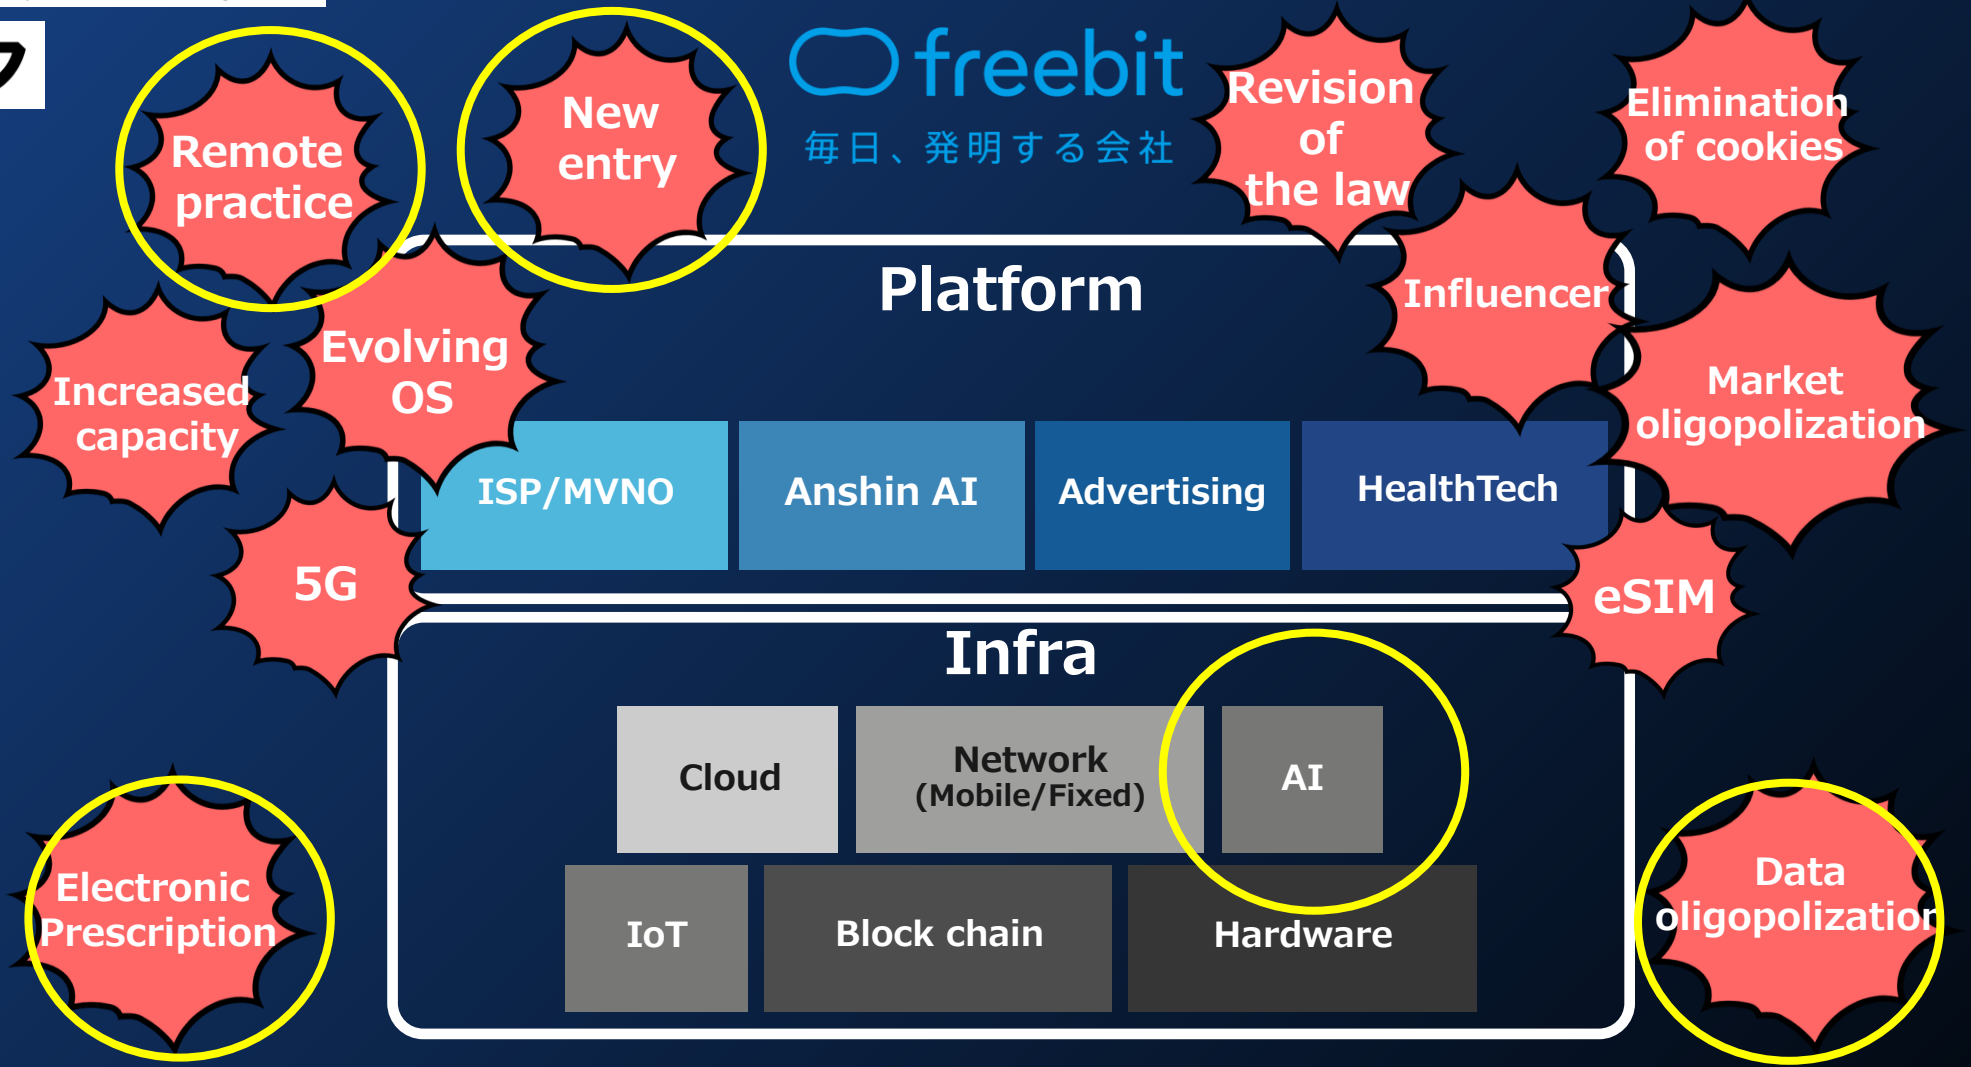 freebit
毎日、発明する会社
Remote
practice
New
entry
Revision
of
the law
Elimination
of cookies
Platform
Influencer
Evolving
OS
Increased
capacity
Market
oligopolization
ISP/MVNO
Anshin AI
Advertising
HealthTech
5G
eSIM
Infra
Cloud
Network
(Mobile/Fixed)
AI
Electronic
Prescription
Data
oligopolization
IoT
Block chain
Hardware